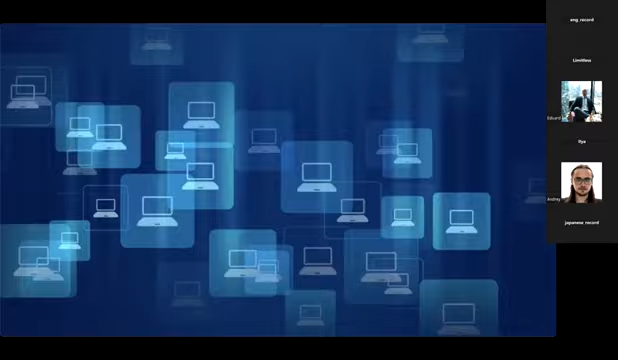 eng_record
Limitless
Eduard
Ilya
Andrey
japanese_record